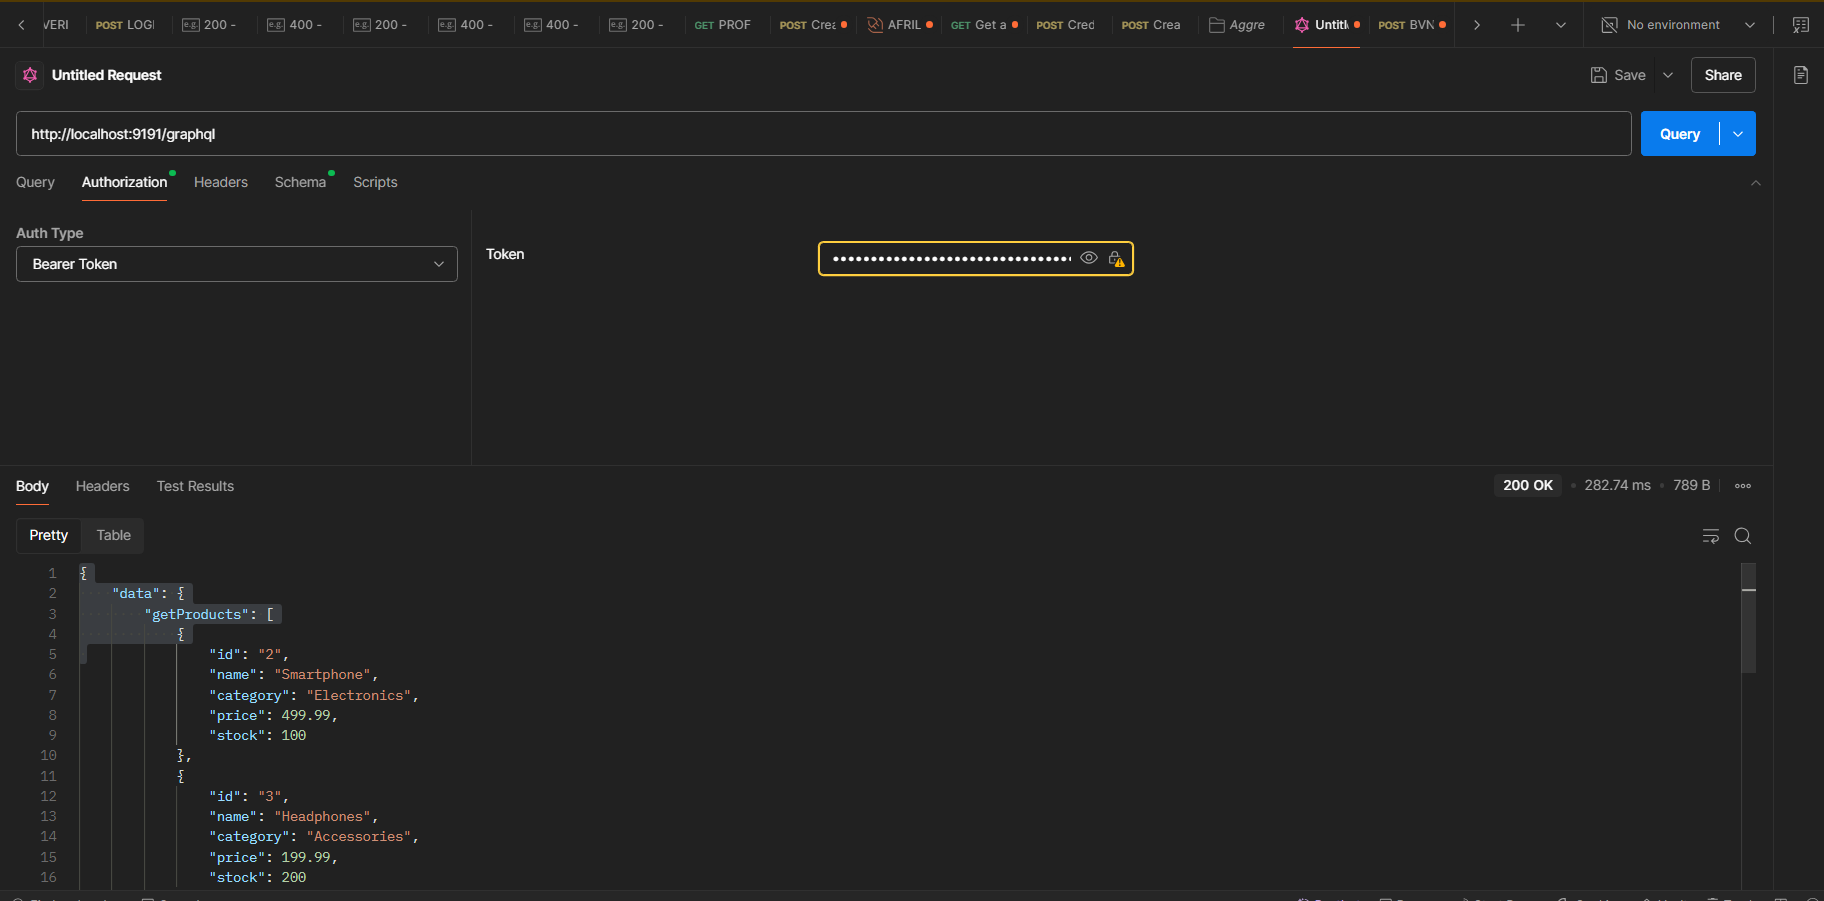 VERI POST LOGI e.g. 200 - e.g. 400 - e.g. 200 - e.g. 400 - e.g. 400 - e.g. 200 - GET PROF POST Crea AFRIL GET Get a POST Cred POST Crea Aggre Untitl POST BVN No environment
Untitled Request Save Share
http://localhost:9191/graphql Query
Query Authorization Headers Schema Scripts
Auth Type
Bearer Token
Token
Body Headers Test Results 200 OK 282.74 ms 789 B
Pretty Table
1 {
2 "data": {
3 "getProducts": [
4 {
5 "id": "2",
6 "name": "Smartphone",
7 "category": "Electronics",
8 "price": 499.99,
9 "stock": 100
10 },
11 {
12 "id": "3",
13 "name": "Headphones",
14 "category": "Accessories",
15 "price": 199.99,
16 "stock": 200